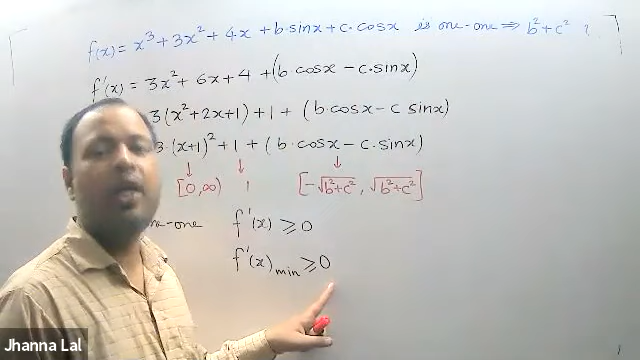 f(x) = x³ + 3x² + 4·x + b·sinx + c·cosx is one-one ⇒ b² + c² ?
f'(x) = 3x² + 6x + 4 + (b cosx − c·sinx)
3(x² + 2x + 1) + 1 + (b cosx − c sinx)
3·(x+1)² + 1 + (b·cosx − c·sinx)
↓ ↓ ↓
[0,∞) 1 [−√b²+c², √b²+c²]
-one f'(x) ≥ 0
f'(x) min ≥ 0
Jhanna Lal